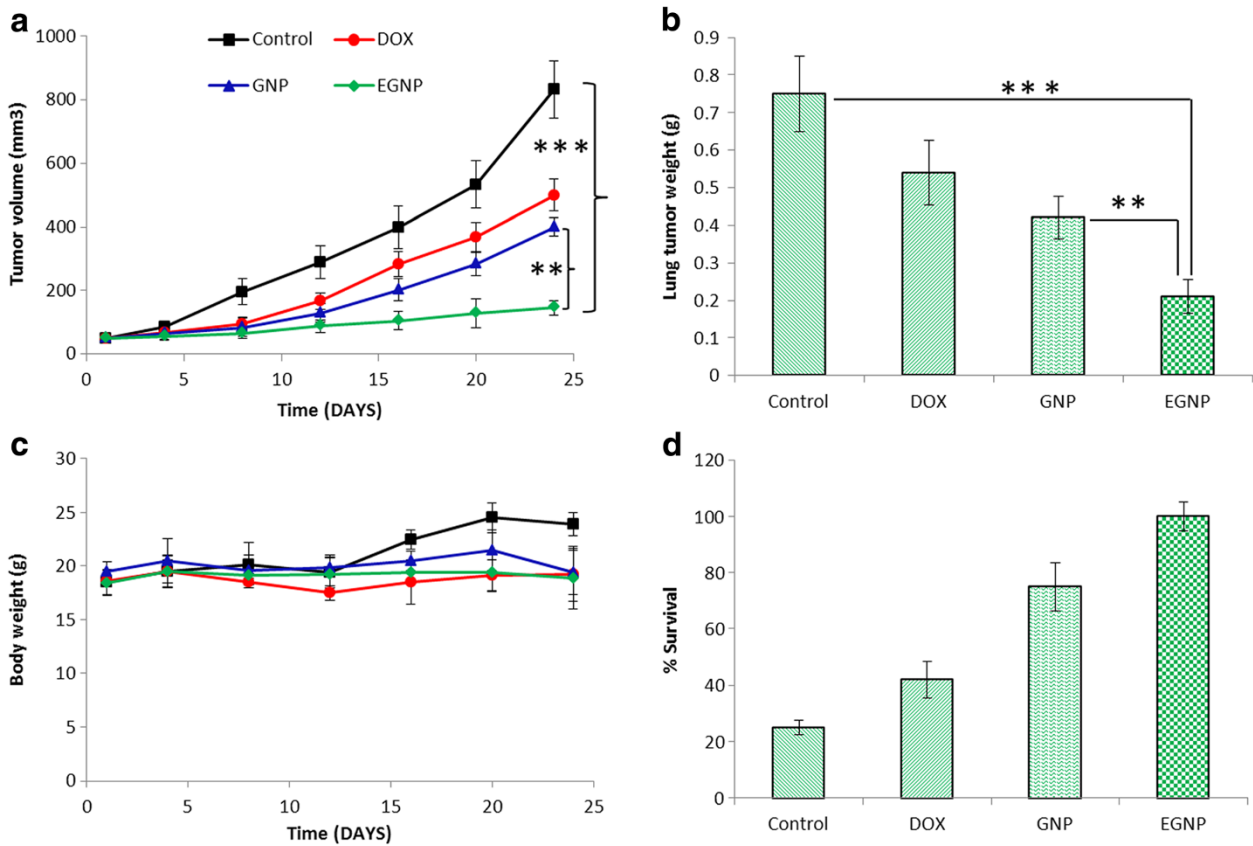 a
Control
DOX
GNP
EGNP
Tumor volume (mm3)
1000
800
600
400
200
0
***
**
0 5 10 15 20 25
Time (DAYS)
b
Lung tumor weight (g)
0.9
0.8
0.7
0.6
0.5
0.4
0.3
0.2
0.1
0
***
**
Control DOX GNP EGNP
c
Body weight (g)
30
25
20
15
10
5
0
0 5 10 15 20 25
Time (DAYS)
d
% Survival
120
100
80
60
40
20
0
Control DOX GNP EGNP